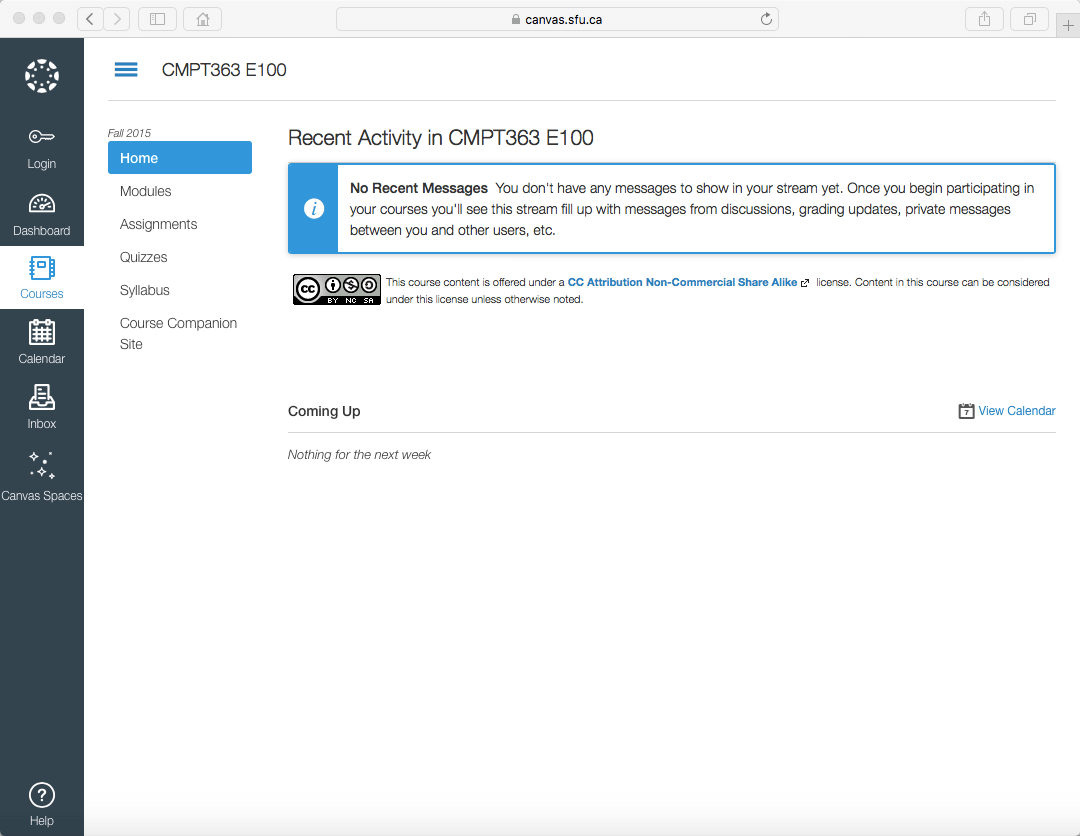 canvas.sfu.ca
CMPT363 E100
Login
Dashboard
Courses
Calendar
Inbox
Canvas Spaces
Help
Fall 2015
Home
Modules
Assignments
Quizzes
Syllabus
Course Companion
Site
Recent Activity in CMPT363 E100
No Recent Messages You don't have any messages to show in your stream yet. Once you begin participating in
your courses you'll see this stream fill up with messages from discussions, grading updates, private messages
between you and other users, etc.
cc
BY NC SA
This course content is offered under a CC Attribution Non-Commercial Share Alike license. Content in this course can be considered
under this license unless otherwise noted.
Coming Up
7 View Calendar
Nothing for the next week